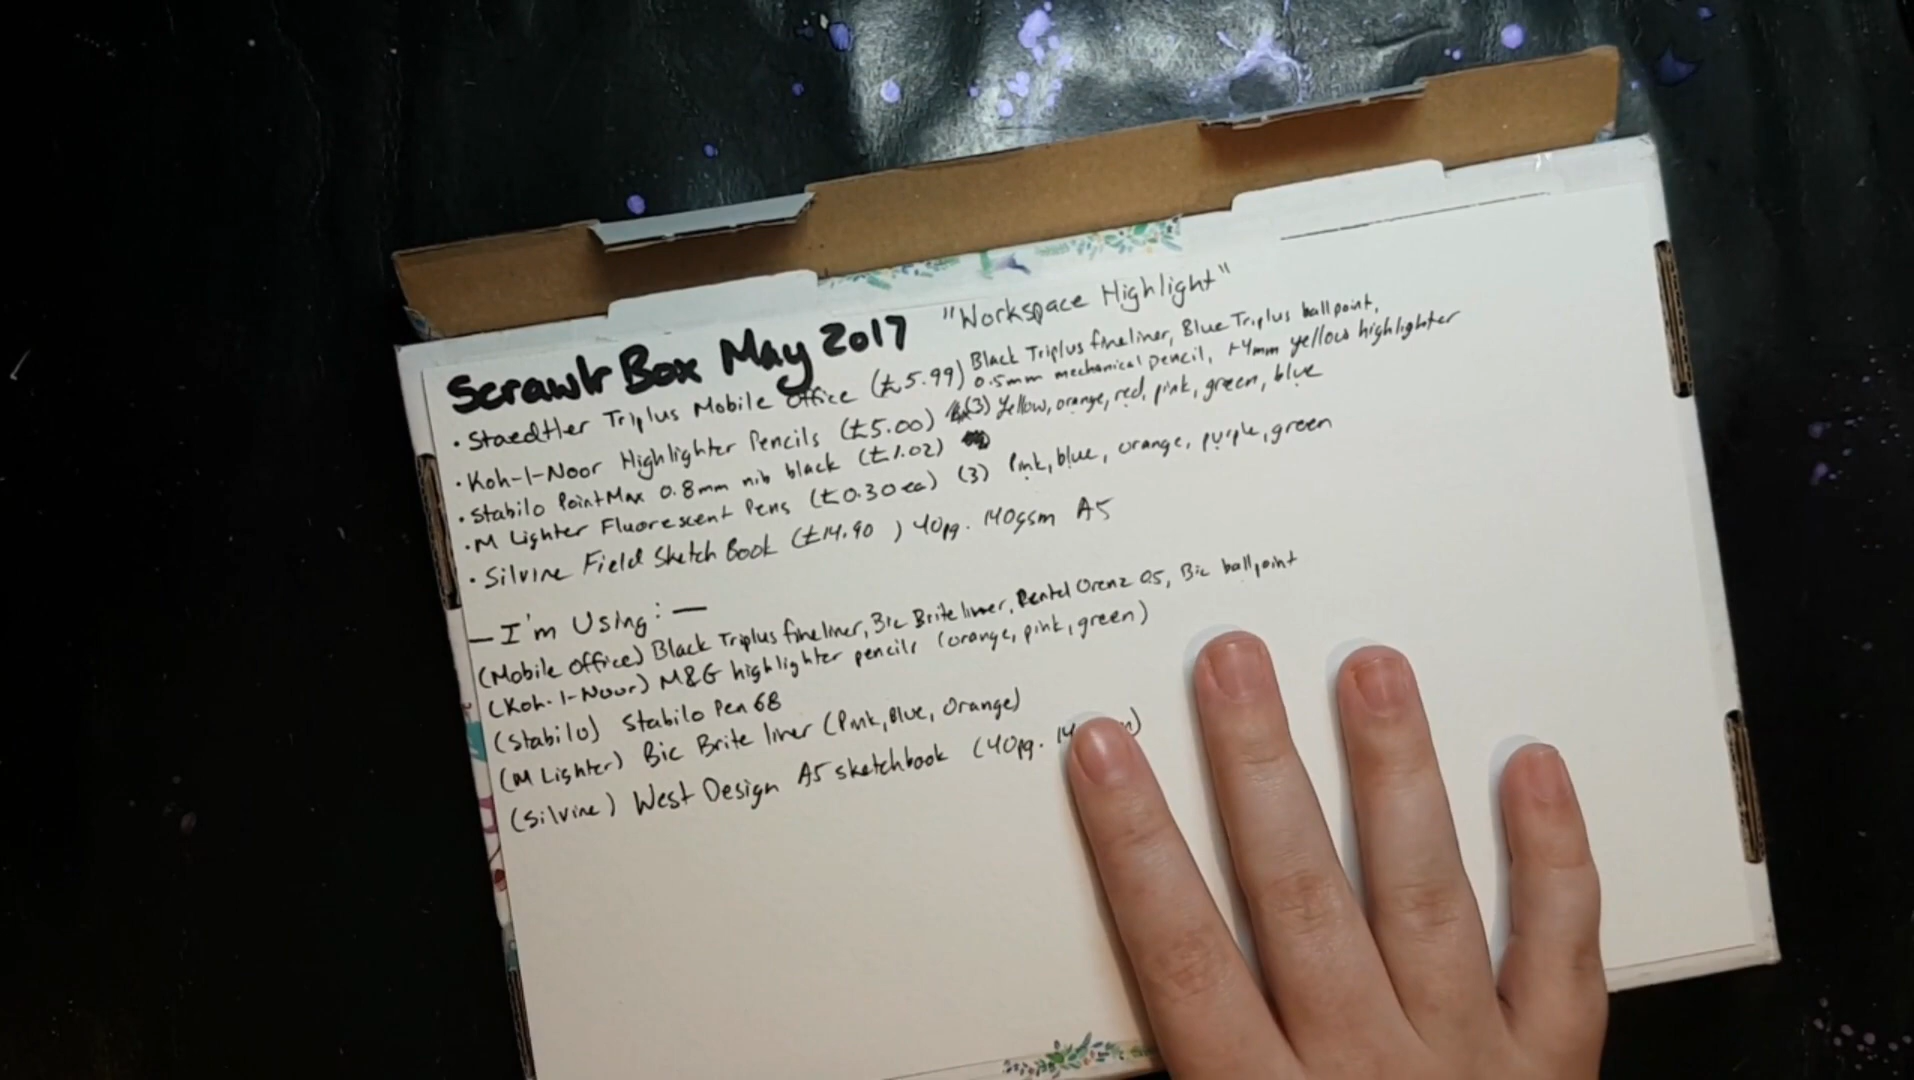 Scrawlr Box May 2017 "Workspace Highlight"
• Staedtler Triplus Mobile Office (£5.99) Black Triplus fineliner, Blue Triplus ballpoint,
0.5mm mechanical pencil, 1-4mm yellow highlighter
• Koh-I-Noor Highlighter Pencils (£5.00) (3) Yellow, orange, red, pink, green, blue
• Stabilo PointMax 0.8mm nib black (£1.02)
• M Lighter Fluorescent Pens (£0.30ea) (3) Pink, blue, orange, purple, green
• Silvine Field Sketch Book (£14.90 ) 40pg. 140gsm A5
— I'm Using: —
(Mobile Office) Black Triplus fineliner, Bic Brite liner, Pentel Orenz 0.5, Bic ballpoint
(Koh-I-Noor) M&G highlighter pencils (orange, pink, green)
(Stabilo) Stabilo Pen 68
(M Lighter) Bic Brite liner (Pink, Blue, Orange)
(Silvine) West Design A5 sketchbook (40pg.